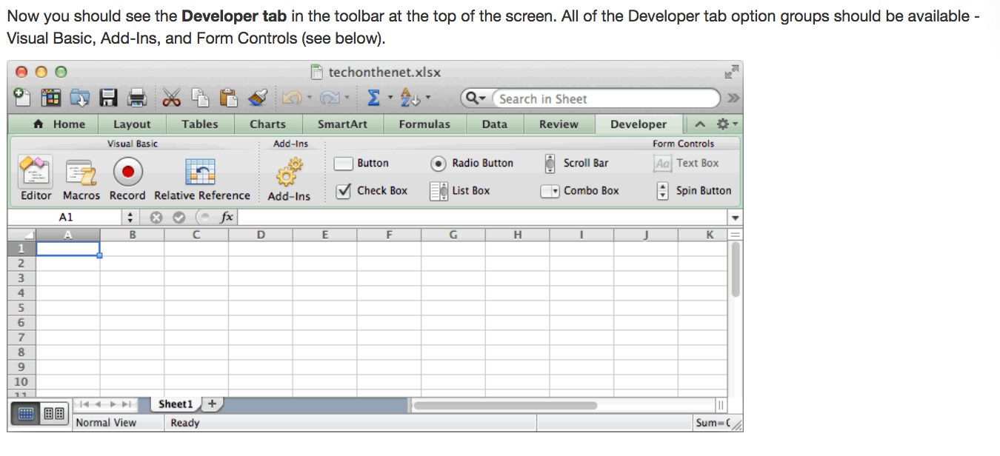 Now you should see the Developer tab in the toolbar at the top of the screen. All of the Developer tab option groups should be available -
Visual Basic, Add-Ins, and Form Controls (see below).
techonthenet.xlsx
Search in Sheet
Home Layout Tables Charts SmartArt Formulas Data Review Developer
Visual Basic Add-Ins Form Controls
Button Radio Button Scroll Bar Aa Text Box
Editor Macros Record Relative Reference Add-Ins Check Box List Box Combo Box Spin Button
A1 fx
A B C D E F G H I J K
1
2
3
4
5
6
7
8
9
10
11
Sheet1 +
Normal View Ready Sum=